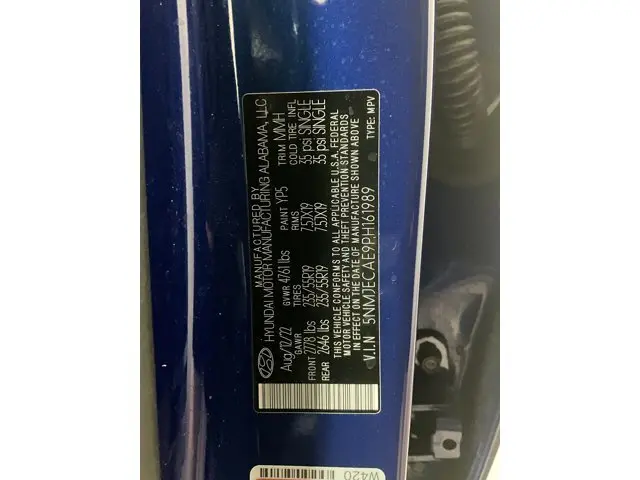 MANUFACTURED BY
HYUNDAI MOTOR MANUFACTURING ALABAMA, LLC
Aug/10/22 GVWR 4761 lbs PAINT YP5 TRIM MMH
GAWR TIRES RIMS COLD TIRE INFL
FRONT 2778 lbs 235/55R19 7.5JX19 35 psi SINGLE
REAR 2646 lbs 235/55R19 7.5JX19 35 psi SINGLE
THIS VEHICLE CONFORMS TO ALL APPLICABLE U.S.A. FEDERAL
MOTOR VEHICLE SAFETY AND THEFT PREVENTION STANDARDS
IN EFFECT ON THE DATE OF MANUFACTURE SHOWN ABOVE
V.I.N 5NMJECAE9PH161989 TYPE: MPV
W420